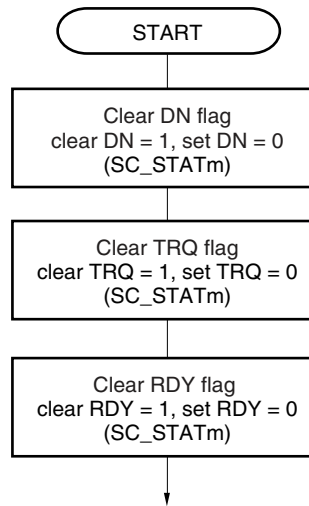 START
Clear DN flag
clear DN = 1, set DN = 0
(SC_STATm)
Clear TRQ flag
clear TRQ = 1, set TRQ = 0
(SC_STATm)
Clear RDY flag
clear RDY = 1, set RDY = 0
(SC_STATm)